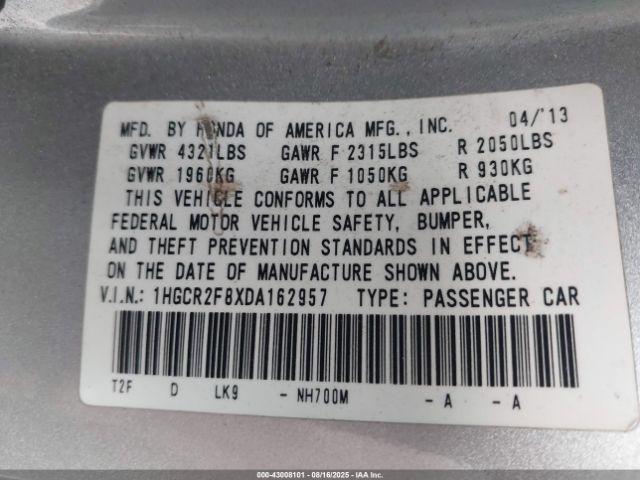 MFD. BY HONDA OF AMERICA MFG., INC. 04/'13
GVWR 4321LBS GAWR F 2315LBS R 2050LBS
GVWR 1960KG GAWR F 1050KG R 930KG
THIS VEHICLE CONFORMS TO ALL APPLICABLE
FEDERAL MOTOR VEHICLE SAFETY, BUMPER,
AND THEFT PREVENTION STANDARDS IN EFFECT
ON THE DATE OF MANUFACTURE SHOWN ABOVE.
V.I.N.: 1HGCR2F8XDA162957 TYPE: PASSENGER CAR
T2F D LK9 - NH700M - A - A
000-43008101 - 08/16/2025 - IAAI, Inc.